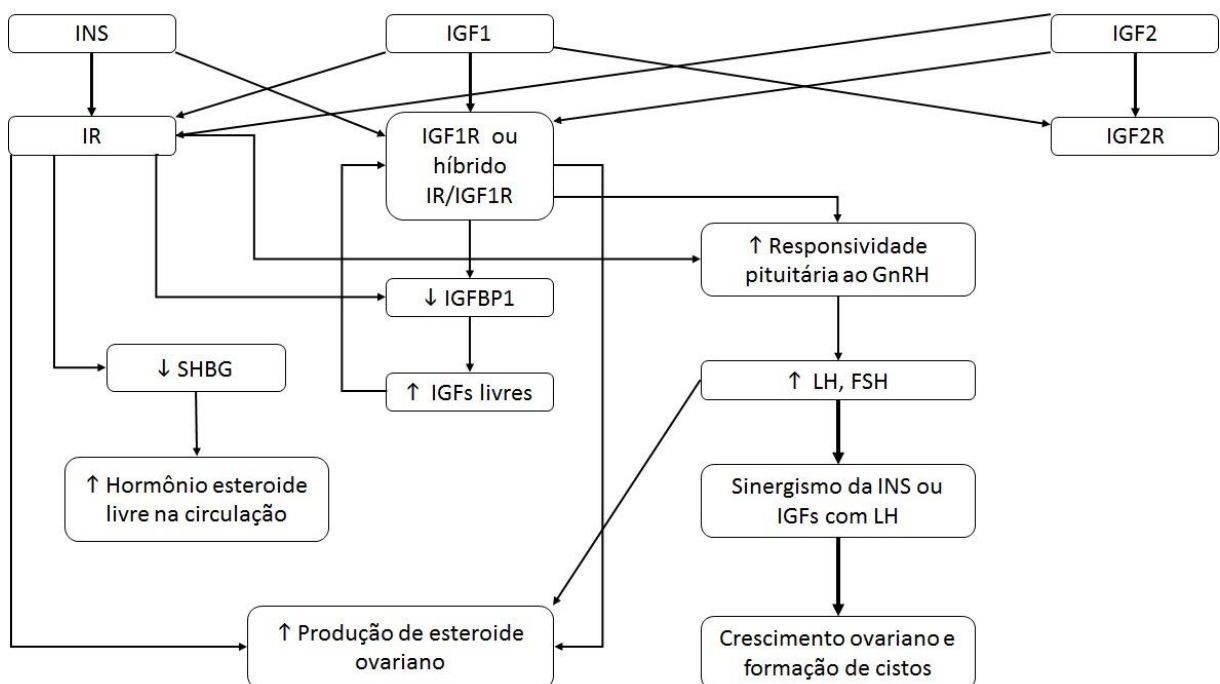 INS
IGF1
IGF2
IR
IGF1R ou
híbrido
IR/IGF1R
IGF2R
↑ Responsividade
pituitária ao GnRH
↓ IGFBP1
↓ SHBG
↑ IGFs livres
↑ LH, FSH
↑ Hormônio esteroide
livre na circulação
Sinergismo da INS ou
IGFs com LH
↑ Produção de esteroide
ovariano
Crescimento ovariano e
formação de cistos